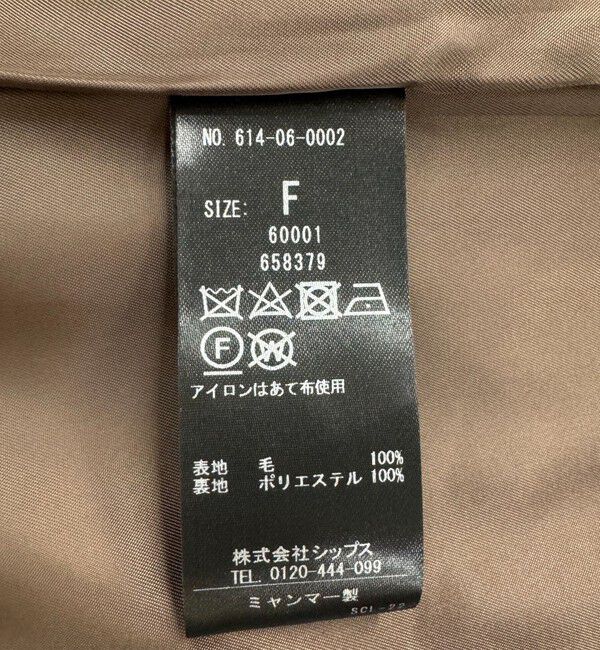 NO. 614-06-0002
SIZE: F
60001
658379
F W
アイロンはあて布使用
表地 毛 100%
裏地 ポリエステル 100%
株式会社シップス
TEL. 0120-444-099
ミャンマー製
SCL-22